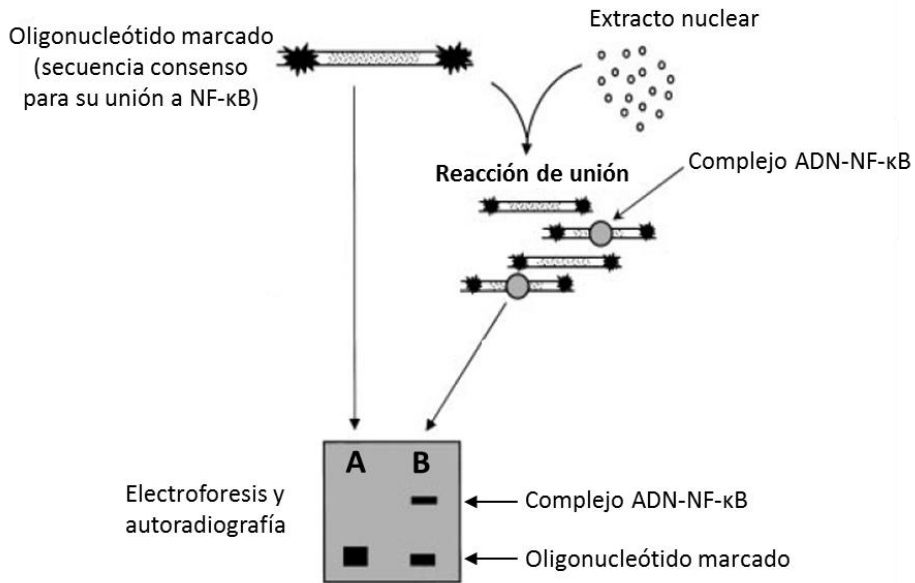 Oligonucleótido marcado
(secuencia consenso
para su unión a NF-κB)
Extracto nuclear
Reacción de unión
Complejo ADN-NF-κB
A B
Electroforesis y
autoradiografía
Complejo ADN-NF-κB
Oligonucleótido marcado